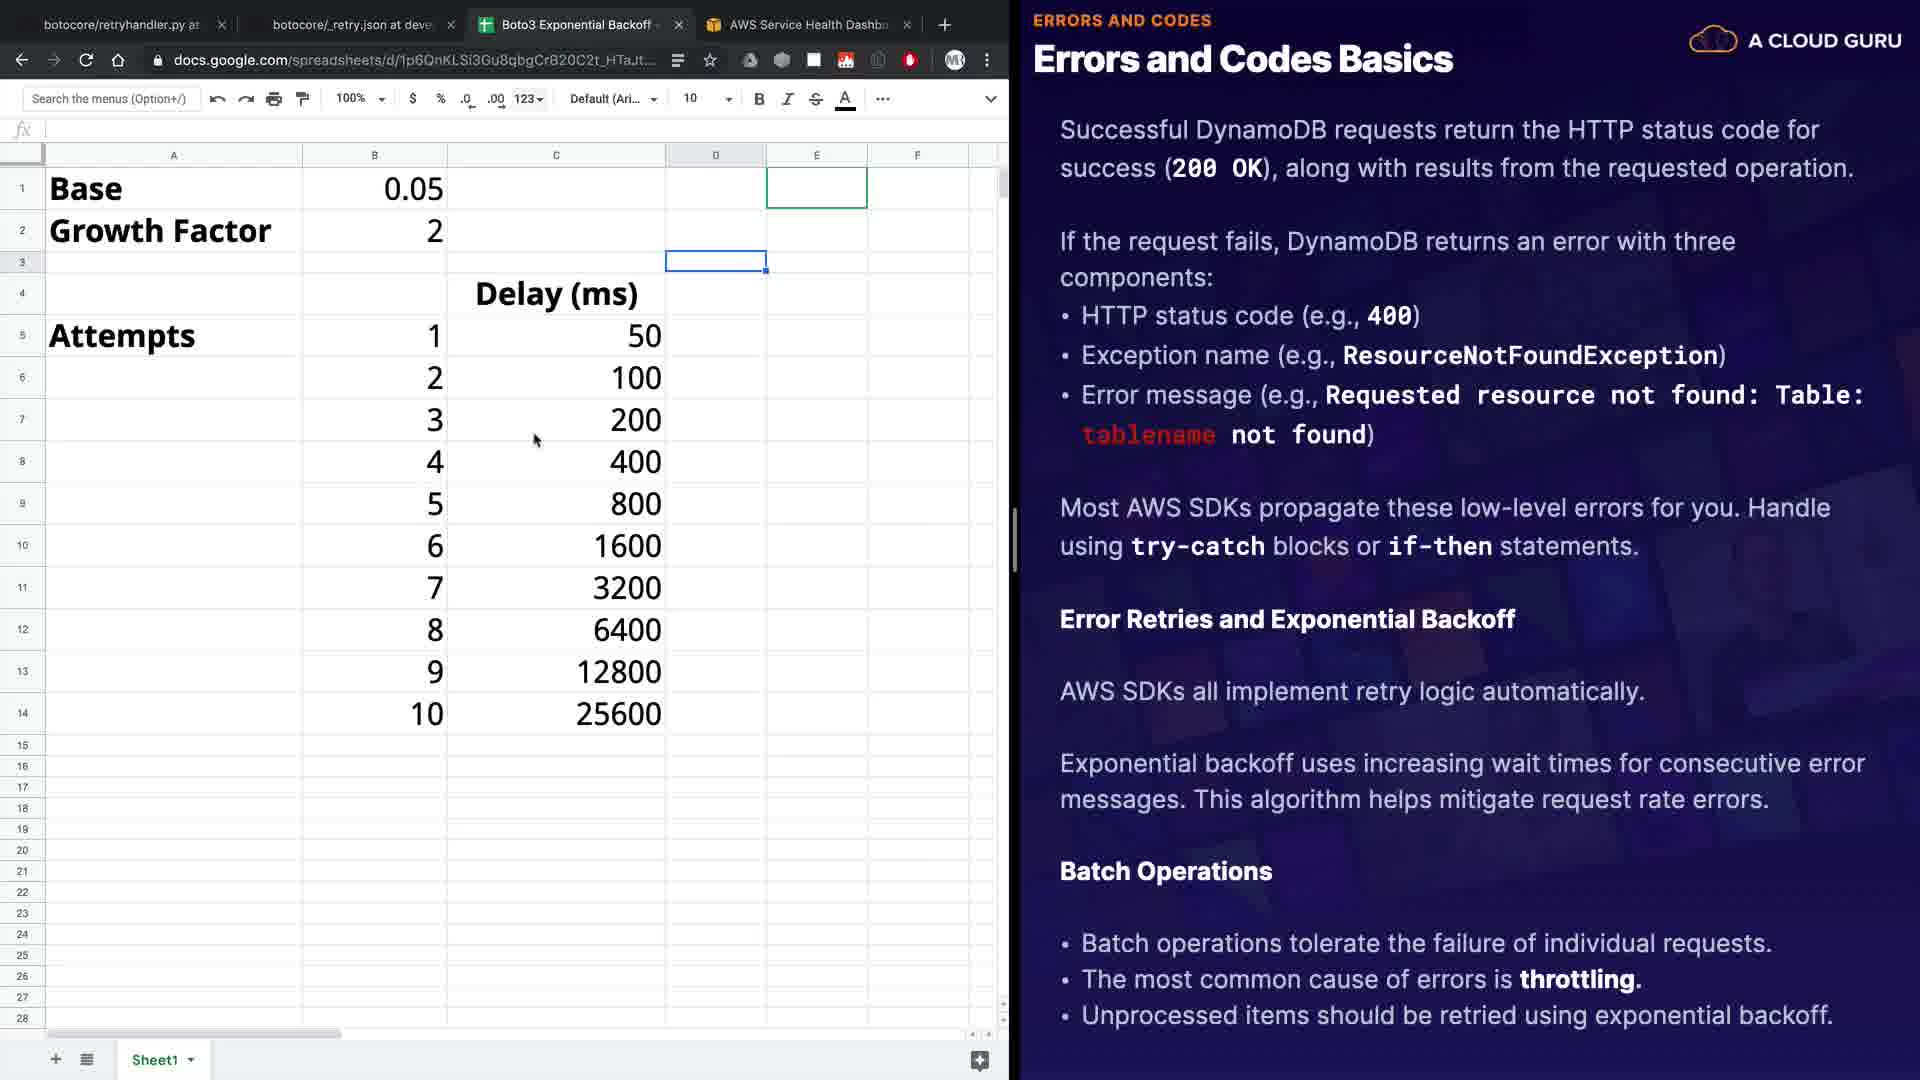 botocore/retryhandler.py at
botocore/_retry.json at deve
Boto3 Exponential Backoff
AWS Service Health Dashbo
docs.google.com/spreadsheets/d/1p6QnKLSi3Gu8qbgCrB20C2t_HTaJt...
Search the menus (Option+/)
100%
$ % .0 .00 123
Default (Ari...
10
B I S A
fx
A B C D E F
1 Base 0.05
2 Growth Factor 2
3
4 Delay (ms)
5 Attempts 1 50
6 2 100
7 3 200
8 4 400
9 5 800
10 6 1600
11 7 3200
12 8 6400
13 9 12800
14 10 25600
15
16
17
18
19
20
21
22
23
24
25
26
27
28
Sheet1
ERRORS AND CODES
Errors and Codes Basics
A CLOUD GURU
Successful DynamoDB requests return the HTTP status code for
success (200 OK), along with results from the requested operation.
If the request fails, DynamoDB returns an error with three
components:
• HTTP status code (e.g., 400)
• Exception name (e.g., ResourceNotFoundException)
• Error message (e.g., Requested resource not found: Table:
tablename not found)
Most AWS SDKs propagate these low-level errors for you. Handle
using try-catch blocks or if-then statements.
Error Retries and Exponential Backoff
AWS SDKs all implement retry logic automatically.
Exponential backoff uses increasing wait times for consecutive error
messages. This algorithm helps mitigate request rate errors.
Batch Operations
• Batch operations tolerate the failure of individual requests.
• The most common cause of errors is throttling.
• Unprocessed items should be retried using exponential backoff.